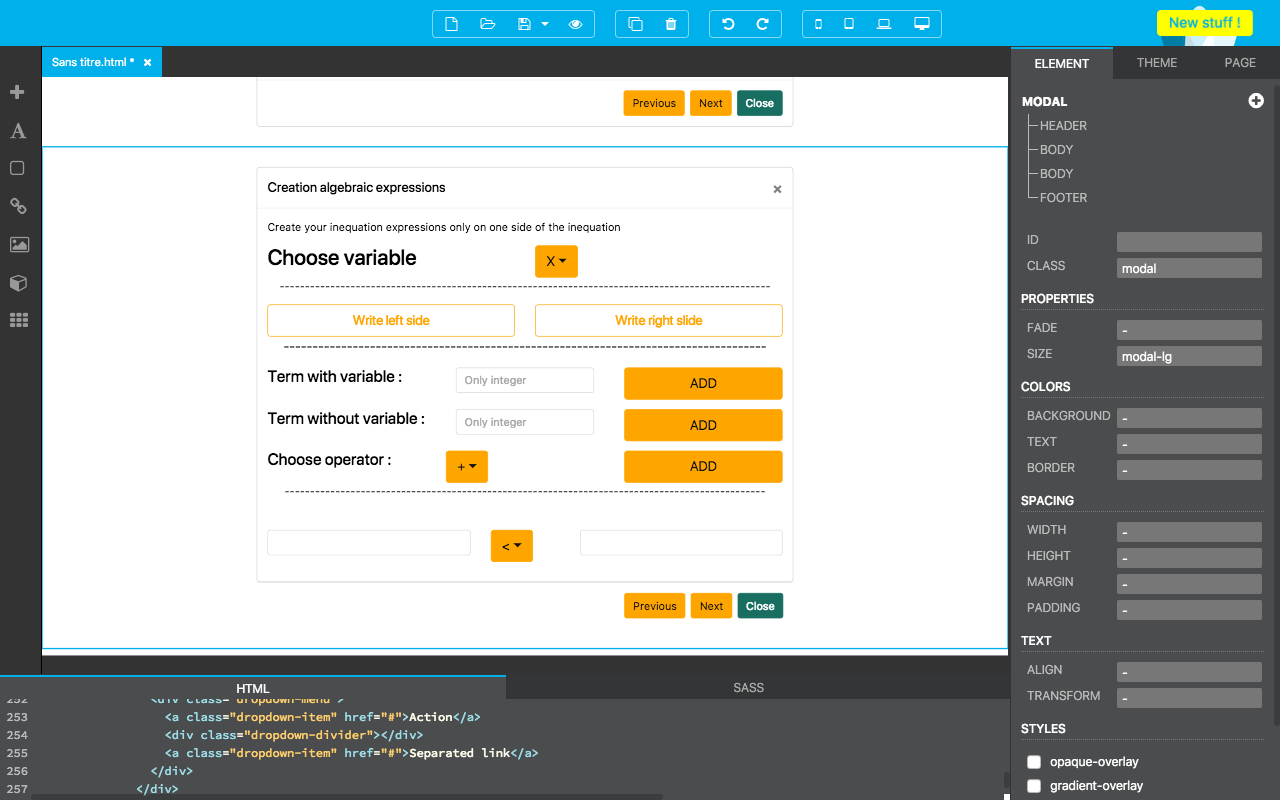 New stuff !
Sans titre.html * ×
ELEMENT THEME PAGE
Previous Next Close
MODAL
HEADER
BODY
BODY
FOOTER
Creation algebraic expressions ×
Create your inequation expressions only on one side of the inequation
Choose variable X
--------------------------------------------------------------------------------------------------
Write left side Write right slide
--------------------------------------------------------------------------------------------------
Term with variable : Only integer ADD
Term without variable : Only integer ADD
Choose operator : + ADD
--------------------------------------------------------------------------------------------------
<
Previous Next Close
ID
CLASS modal
PROPERTIES
FADE -
SIZE modal-lg
COLORS
BACKGROUND -
TEXT -
BORDER -
SPACING
WIDTH -
HEIGHT -
MARGIN -
PADDING -
TEXT
ALIGN -
TRANSFORM -
STYLES
opaque-overlay
gradient-overlay
HTML SASS
252 <div class="dropdown-menu">
253 <a class="dropdown-item" href="#">Action</a>
254 <div class="dropdown-divider"></div>
255 <a class="dropdown-item" href="#">Separated link</a>
256 </div>
257 </div>